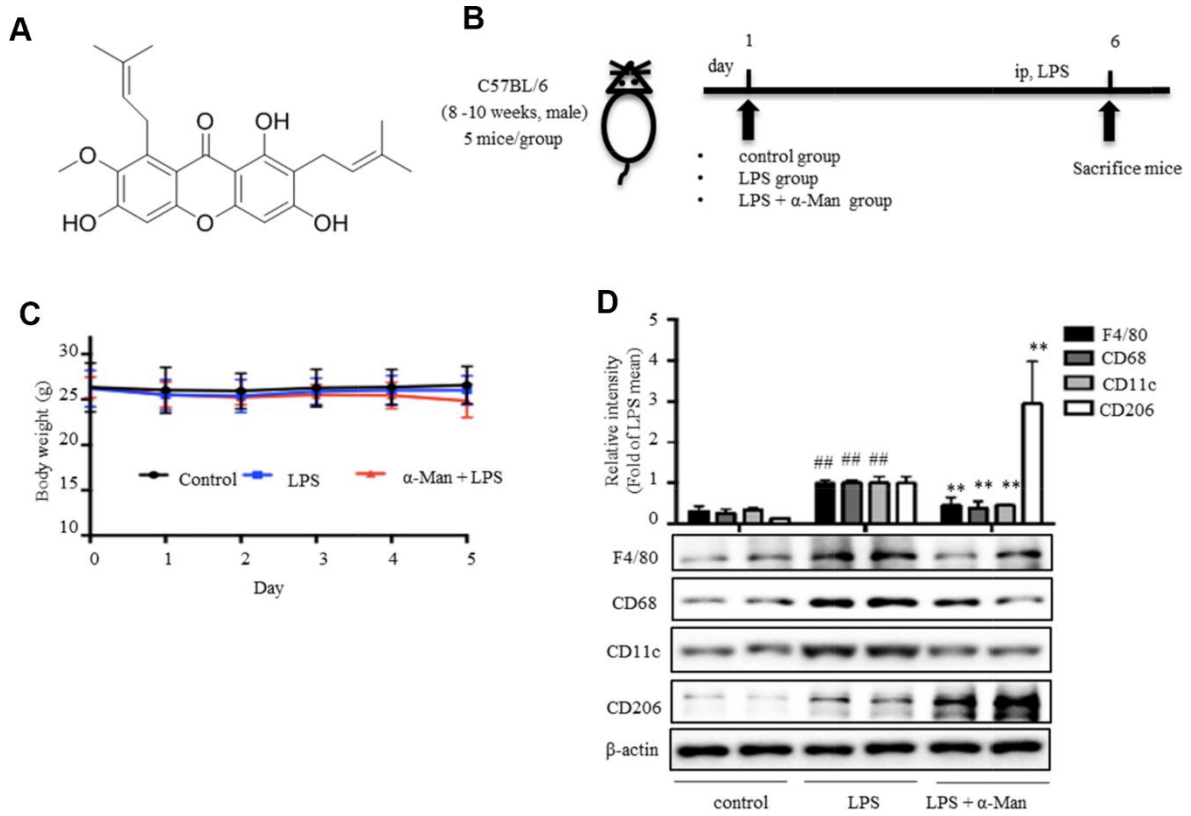 A
O
OH
O
HO
O
OH
B
C57BL/6
(8 -10 weeks, male)
5 mice/group
day
1
ip, LPS
6
• control group
• LPS group
• LPS + α-Man group
Sacrifice mice
C
Body weight (g)
30
25
20
15
10
0 1 2 3 4 5
Day
Control
LPS
α-Man + LPS
D
Relative intensity
(Fold of LPS mean)
5
4
3
2
1
0
## ## ##
** ** ** **
F4/80
CD68
CD11c
CD206
F4/80
CD68
CD11c
CD206
β-actin
control LPS LPS + α-Man